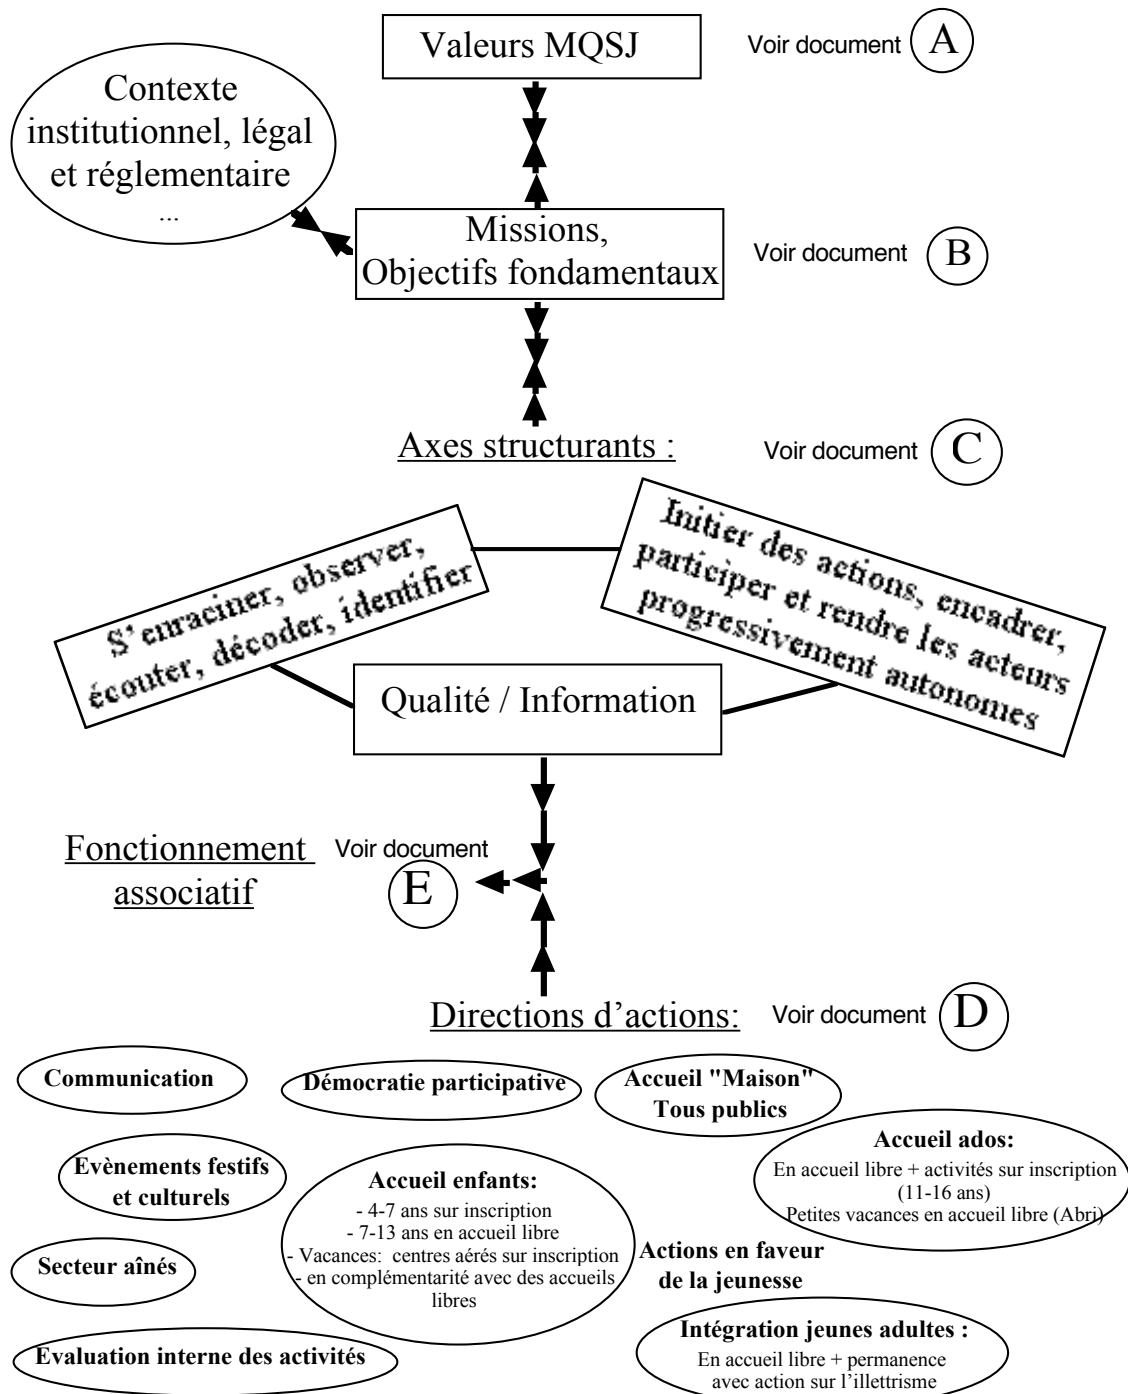 Valeurs MQSJ
Voir document A
Contexte
institutionnel, légal
et réglementaire
...
Missions,
Objectifs fondamentaux
Voir document B
Axes structurants :
Voir document C
S'enraciner, observer,
écouter, décoder, identifier
Initier des actions, encadrer,
participer et rendre les acteurs
progressivement autonomes
Qualité / Information
Fonctionnement
associatif
Voir document
E
Directions d'actions:
Voir document D
Communication
Démocratie participative
Accueil "Maison"
Tous publics
Evènements festifs
et culturels
Accueil enfants:
- 4-7 ans sur inscription
- 7-13 ans en accueil libre
- Vacances: centres aérés sur inscription
- en complémentarité avec des accueils
libres
Accueil ados:
En accueil libre + activités sur inscription
(11-16 ans)
Petites vacances en accueil libre (Abri)
Secteur aînés
Actions en faveur
de la jeunesse
Evaluation interne des activités
Intégration jeunes adultes :
En accueil libre + permanence
avec action sur l'illettrisme